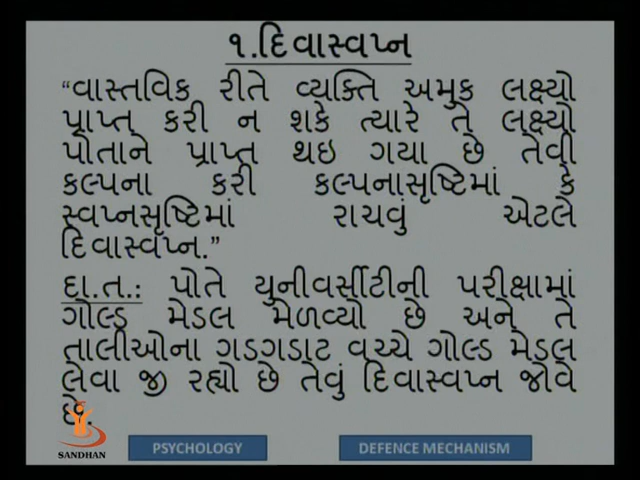 ૧.દિવાસ્વપ્ન
“વાસ્તવિક રીતે વ્યક્તિ અમુક લક્ષ્યો
પ્રાપ્ત કરી ન શકે ત્યારે તે લક્ષ્યો
પોતાને પ્રાપ્ત થઇ ગયા છે તેવી
કલ્પના કરી કલ્પનાસૃષ્ટિમાં કે
સ્વપ્નસૃષ્ટિમાં રાચવું એટલે
દિવાસ્વપ્ન.”
દા.ત.: પોતે યુનીવર્સીટીની પરીક્ષામાં
ગોલ્ડ મેડલ મેળવ્યો છે અને તે
તાલીઓના ગડગડાટ વચ્ચે ગોલ્ડ મેડલ
લેવા જી રહ્યો છે તેવું દિવાસ્વપ્ન જોવે
છે.
SANDHAN
PSYCHOLOGY
DEFENCE MECHANISM